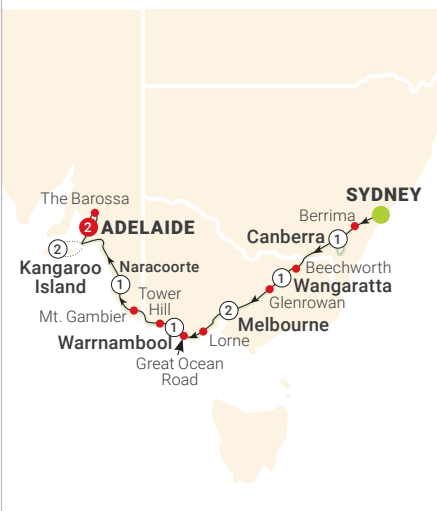 SYDNEY
The Barossa
Berrima
2 ADELAIDE
Canberra 1
2
Kangaroo
Island
Naracoorte
1
Beechworth
1 Wangaratta
Glenrowan
Tower
Hill
Mt. Gambier
2
Melbourne
1
Warrnambool
Lorne
Great Ocean
Road